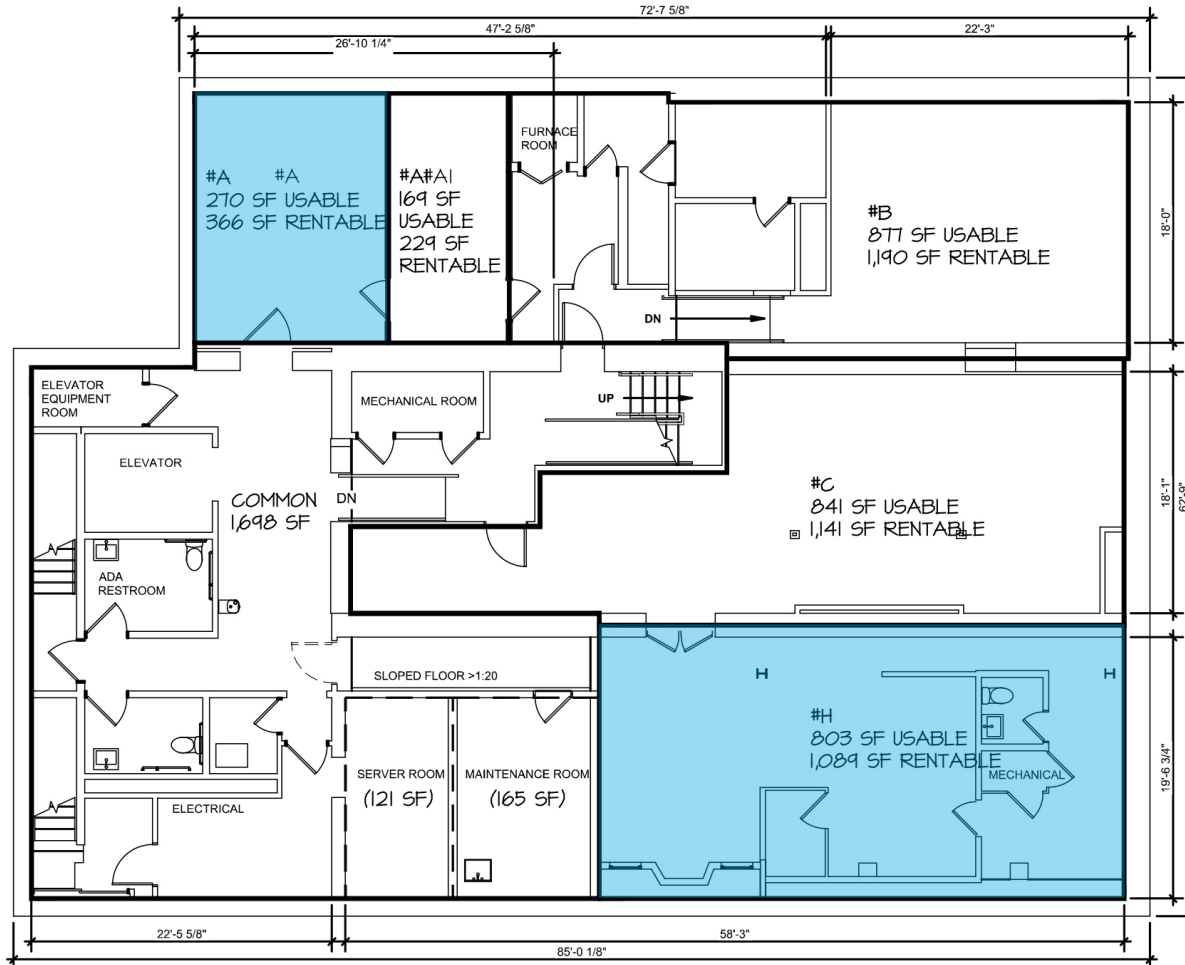 72'-7 5/8"
47'-2 5/8"
22'-3"
26'-10 1/4"
FURNACE
ROOM
#A #A
270 SF USABLE
366 SF RENTABLE
#A#A1
169 SF
USABLE
229 SF
RENTABLE
#B
877 SF USABLE
1,190 SF RENTABLE
18'-0"
DN
ELEVATOR
EQUIPMENT
ROOM
MECHANICAL ROOM
UP
ELEVATOR
COMMON
1,698 SF
DN
#C
841 SF USABLE
1,141 SF RENTABLE
18'-1"
62'-9"
ADA
RESTROOM
SLOPED FLOOR >1:20
H
H
#H
803 SF USABLE
1,089 SF RENTABLE
MECHANICAL
SERVER ROOM
(121 SF)
MAINTENANCE ROOM
(165 SF)
19'-6 3/4"
ELECTRICAL
22'-5 5/8"
58'-3"
85'-0 1/8"